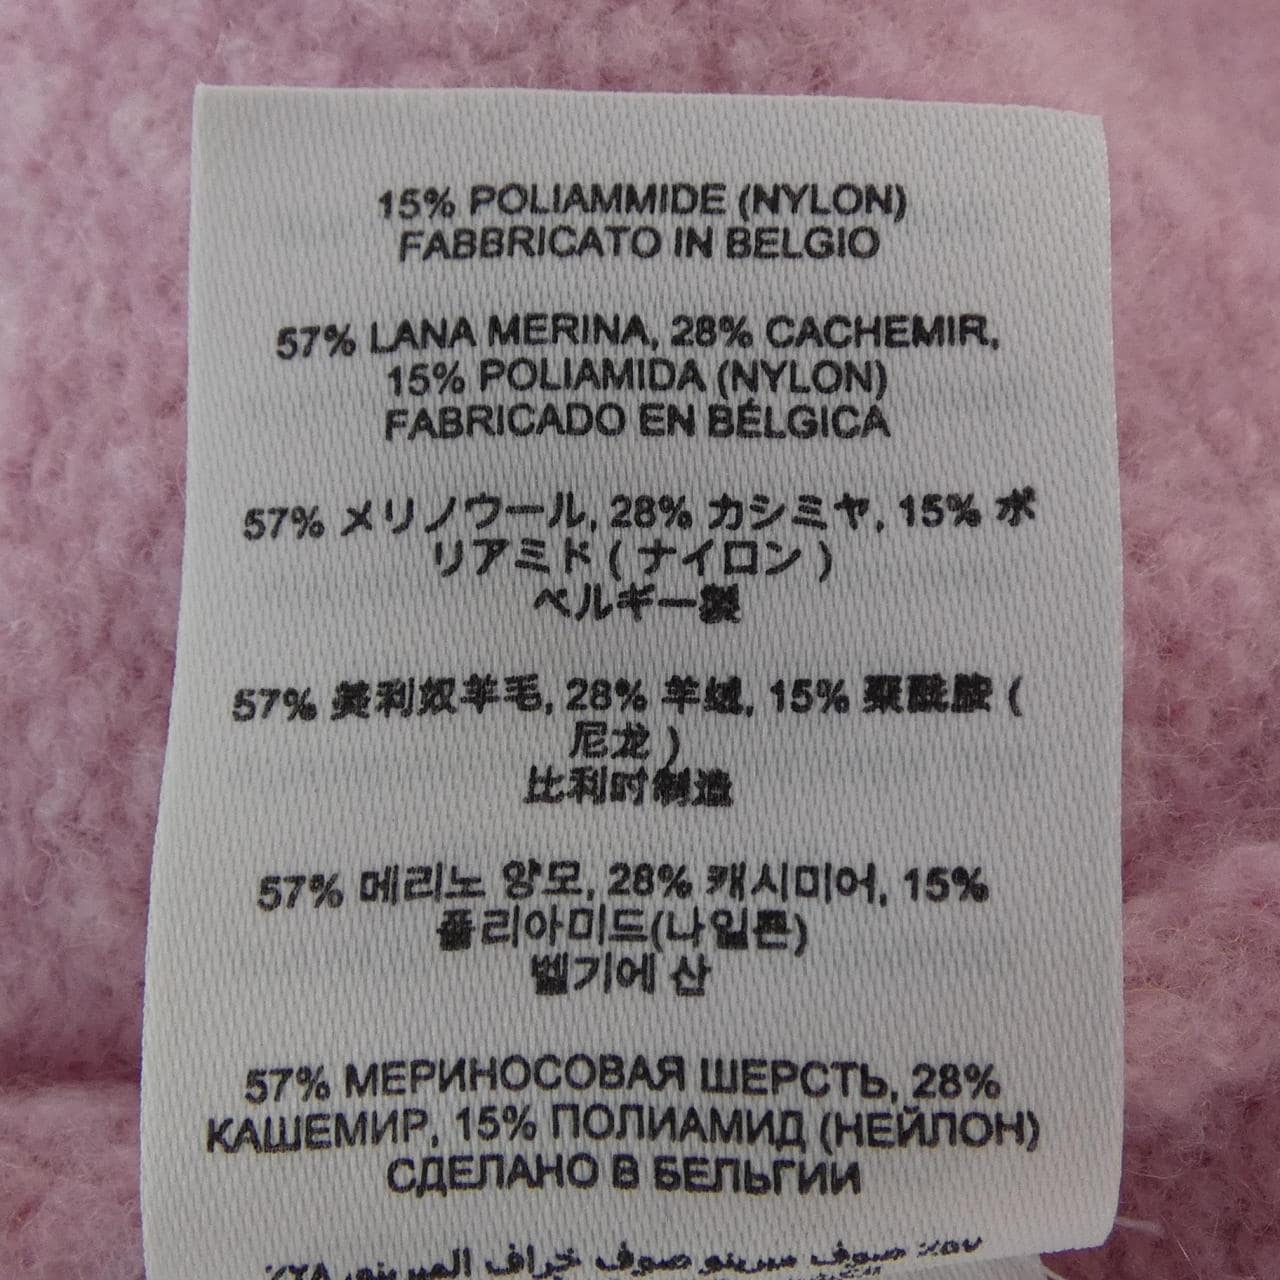 15% POLIAMMIDE (NYLON)
FABBRICATO IN BELGIO
57% LANA MERINA, 28% CACHEMIR,
15% POLIAMIDA (NYLON)
FABRICADO EN BÉLGICA
57% メリノウール, 28% カシミヤ, 15% ポ
リアミド ( ナイロン )
ベルギー製
57% 美利奴羊毛, 28% 羊绒, 15% 聚酰胺 (
尼龙 )
比利时制造
57% 메리노 양모, 28% 캐시미어, 15%
폴리아미드(나일론)
벨기에 산
57% МЕРИНОСОВАЯ ШЕРСТЬ, 28%
КАШЕМИР, 15% ПОЛИАМИД (НЕЙЛОН)
СДЕЛАНО В БЕЛЬГИИ
صوف خراف المرينو